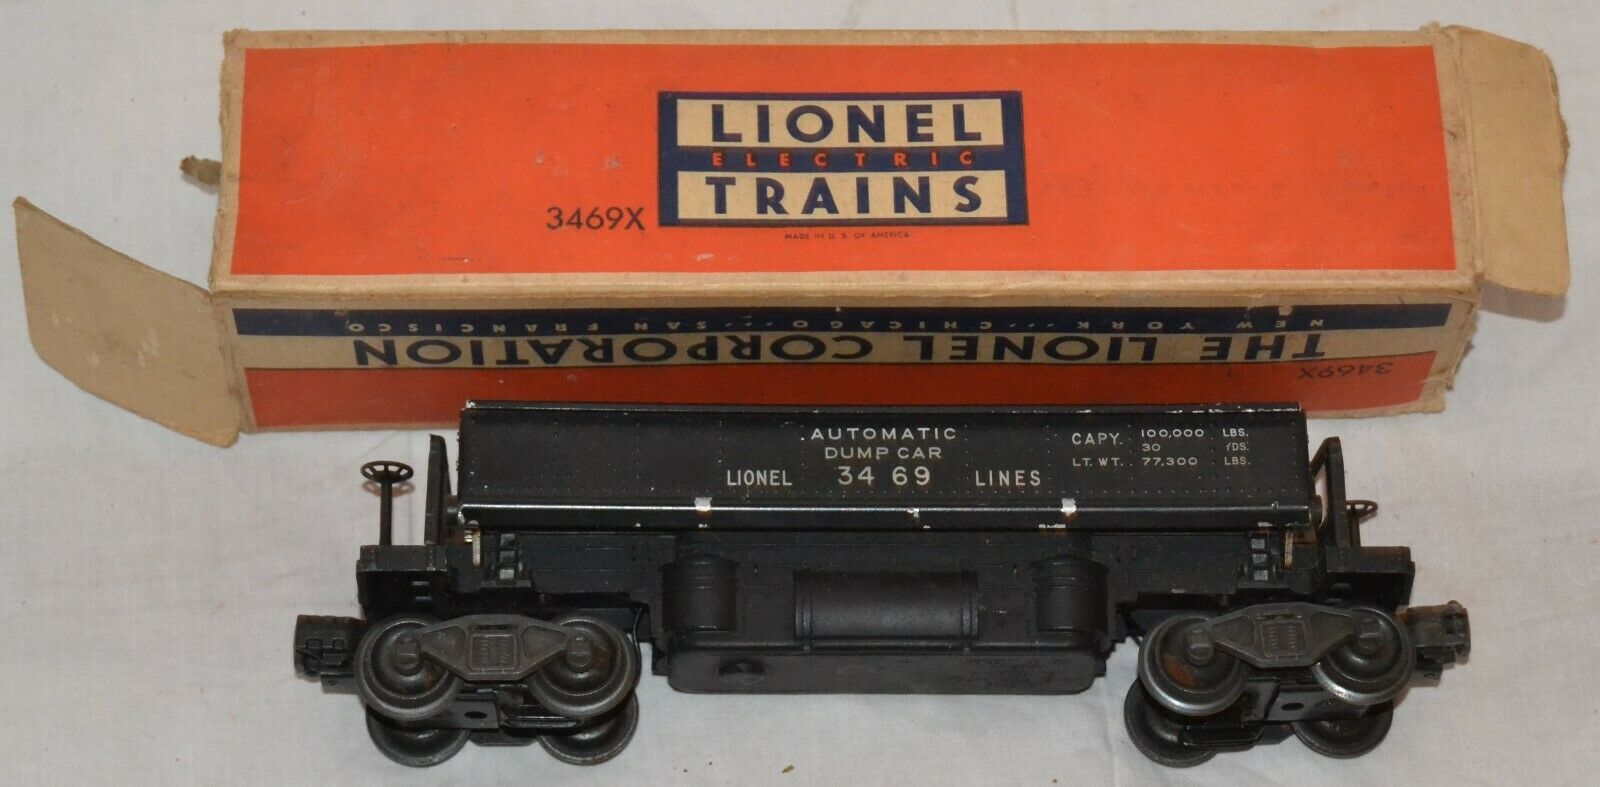 LIONEL
ELECTRIC
TRAINS
3469X
MADE IN U. S. OF AMERICA
NEW YORK...CHICAGO...SAN FRANCISCO
THE LIONEL CORPORATION
3469X
AUTOMATIC
DUMP CAR
LIONEL 3469 LINES
CAPY. 100,000 LBS.
30 YDS.
LT. WT. 77,300 LBS.